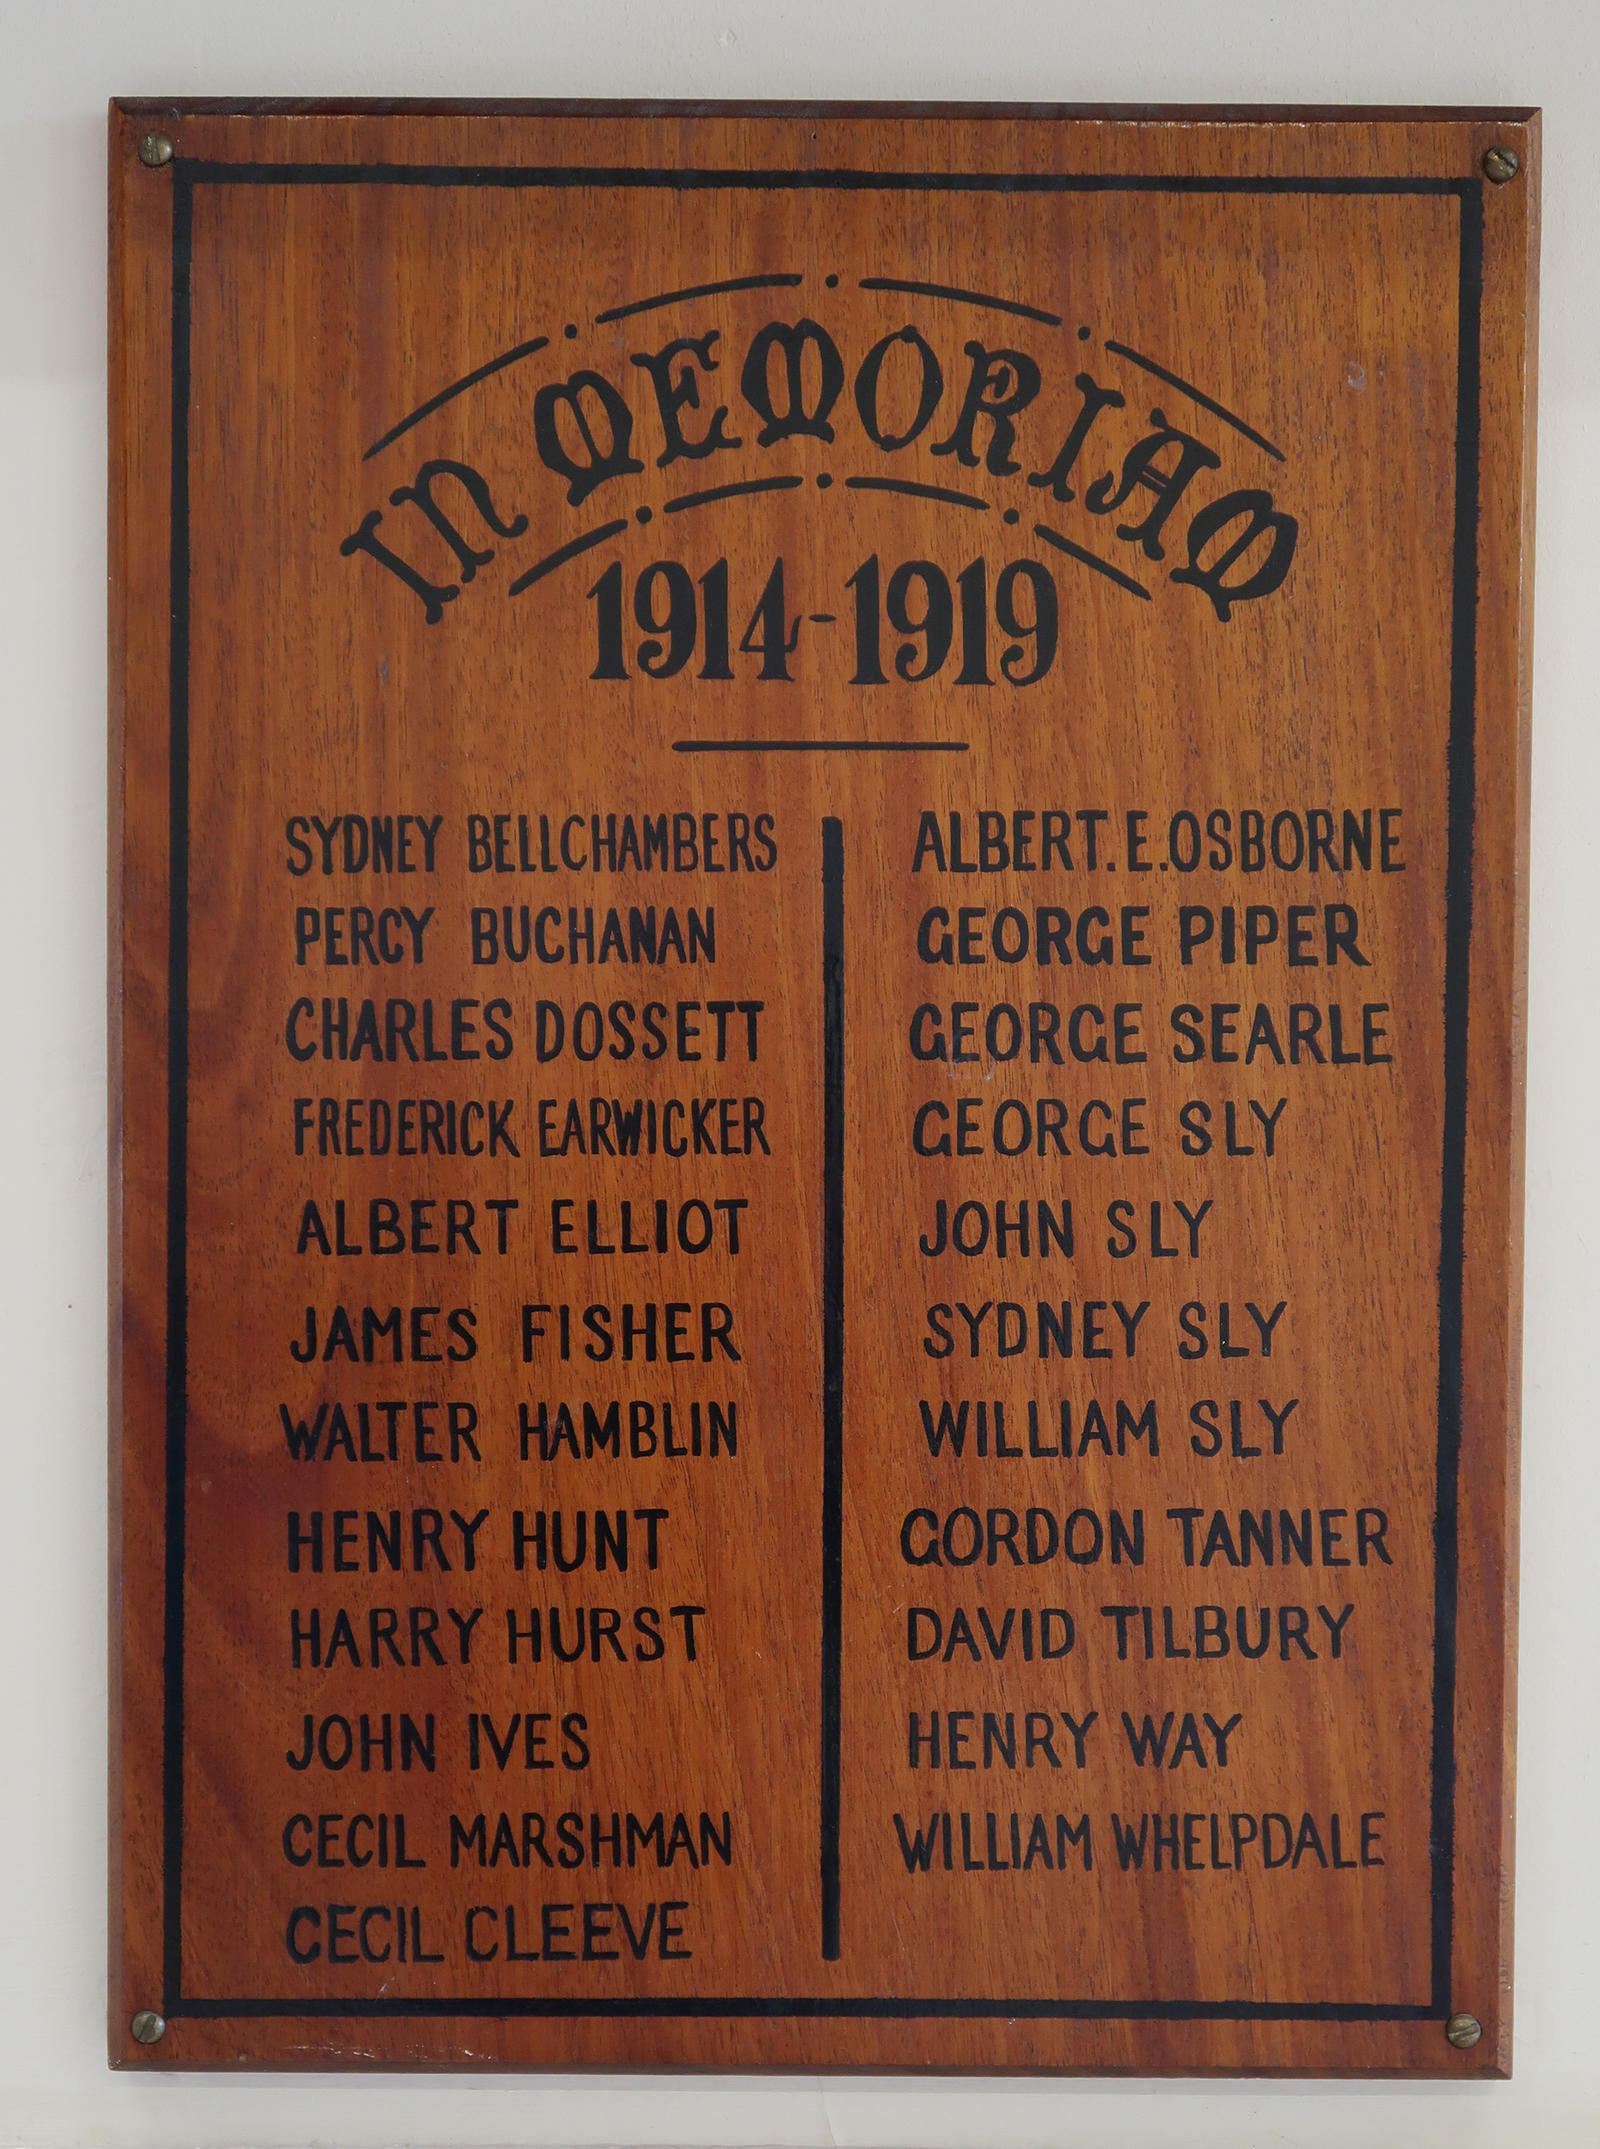 IN MEMORIAM
1914-1919
SYDNEY BELLCHAMBERS
PERCY BUCHANAN
CHARLES DOSSETT
FREDERICK EARWICKER
ALBERT ELLIOT
JAMES FISHER
WALTER HAMBLIN
HENRY HUNT
HARRY HURST
JOHN IVES
CECIL MARSHMAN
CECIL CLEEVE
ALBERT.E.OSBORNE
GEORGE PIPER
GEORGE SEARLE
GEORGE SLY
JOHN SLY
SYDNEY SLY
WILLIAM SLY
GORDON TANNER
DAVID TILBURY
HENRY WAY
WILLIAM WHELPDALE